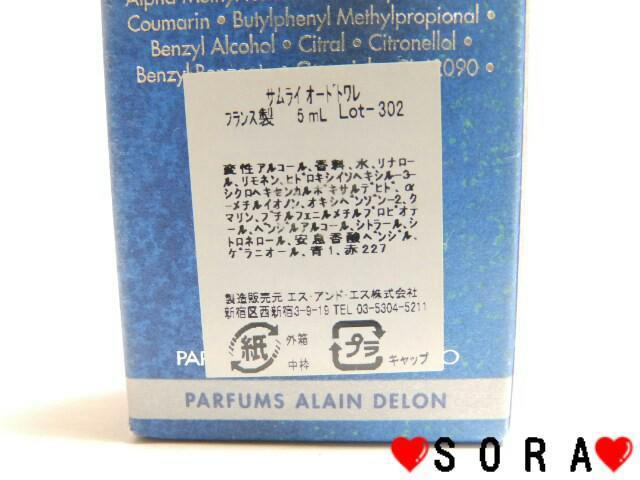 Coumarin • Butylphenyl Methylpropional
Benzyl Alcohol • Citral • Citronellol •
Benzyl
2090 •
サムライ オードトワレ
フランス製 5mL Lot-302
変性アルコール、香料、水、リナロー
ル、リモネン、ヒドロキシイソヘキシル-3-
シクロヘキセンカルボキサルデヒド、α
-メチルイオノン、オキシベンゾン-2、ク
マリン、ブチルフェニルメチルプロピオナ
ール、ベンジルアルコール、シトラール、シ
トロネロール、安息香酸ベンジル、
ゲラニオール、青1、赤227
製造販売元 エス・アンド・エス株式会社
新宿区西新宿3-9-19 TEL 03-5304-5211
紙 外箱 中枠 プラ キャップ
PARFUMS ALAIN DELON
♥SORA♥